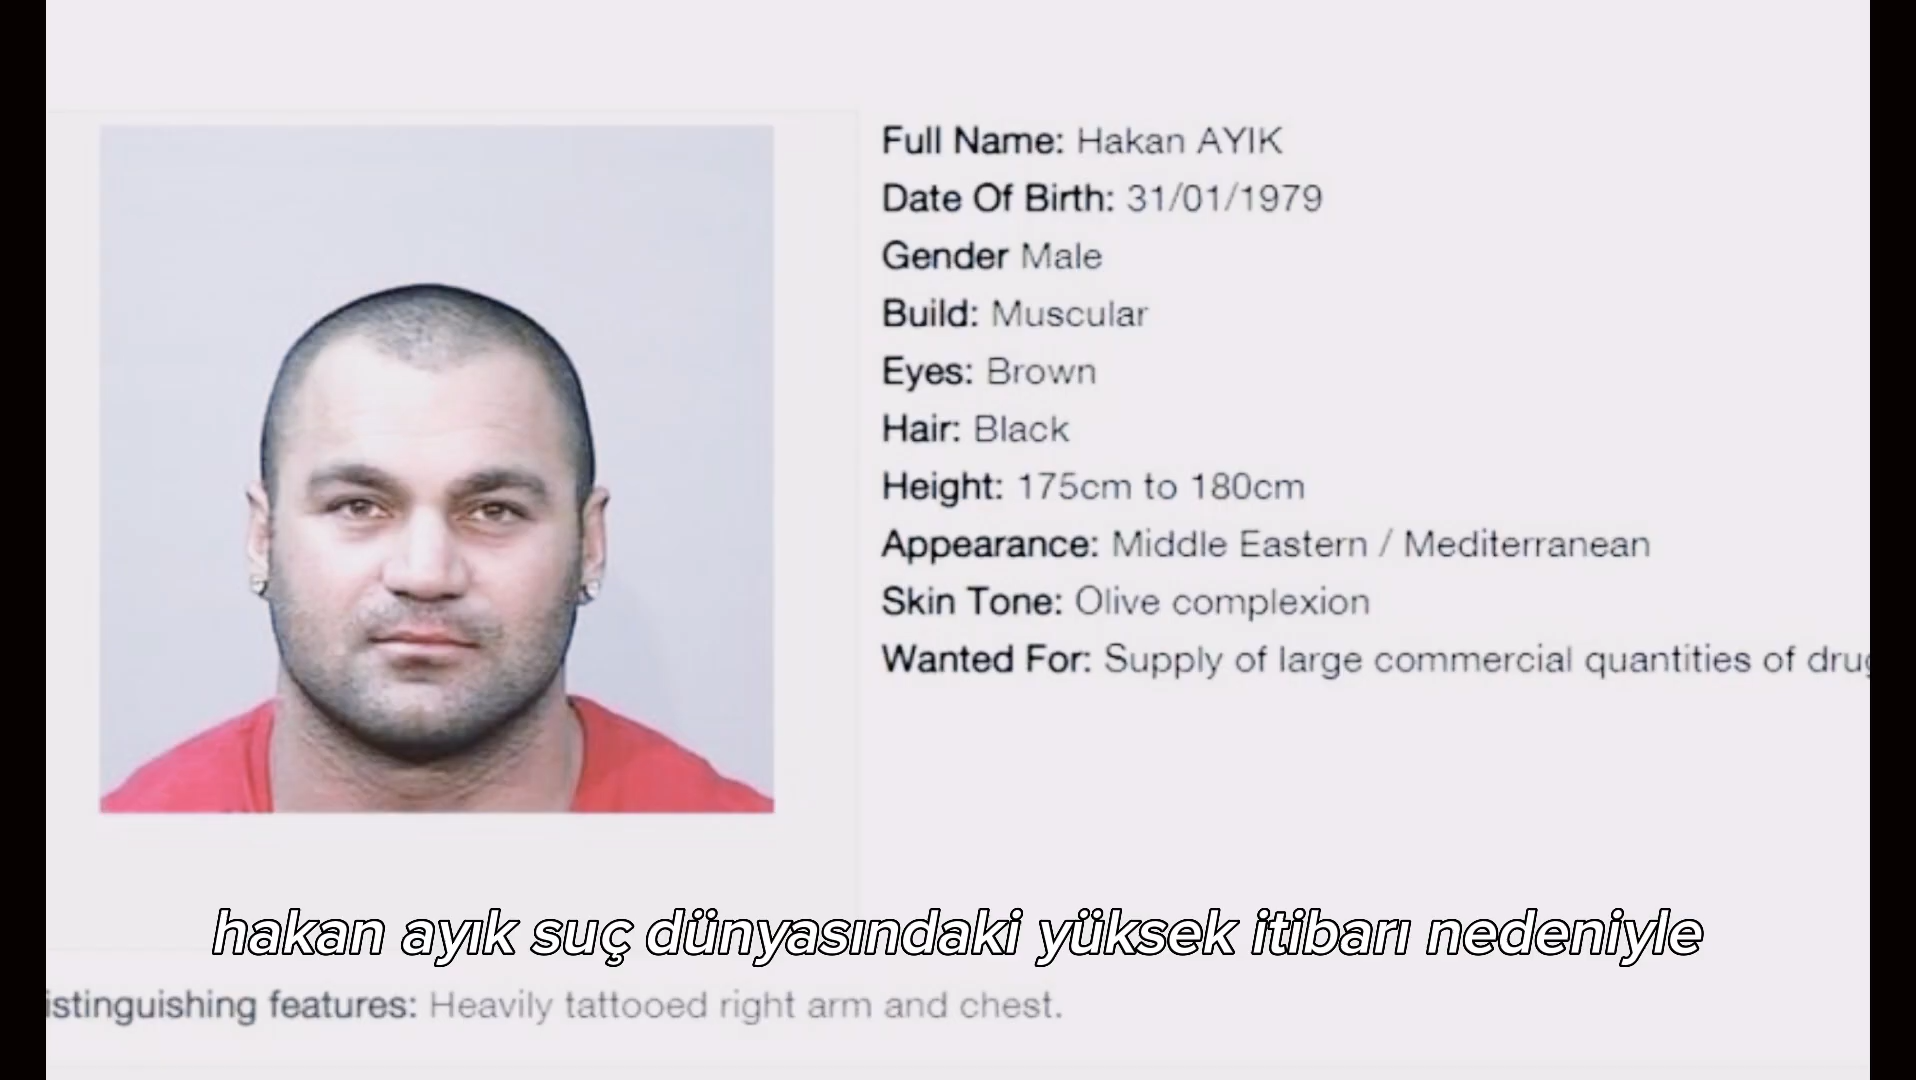 Full Name: Hakan AYIK
Date Of Birth: 31/01/1979
Gender Male
Build: Muscular
Eyes: Brown
Hair: Black
Height: 175cm to 180cm
Appearance: Middle Eastern / Mediterranean
Skin Tone: Olive complexion
Wanted For: Supply of large commercial quantities of drug
hakan ayık suç dünyasındaki yüksek itibarı nedeniyle
istinguishing features: Heavily tattooed right arm and chest.